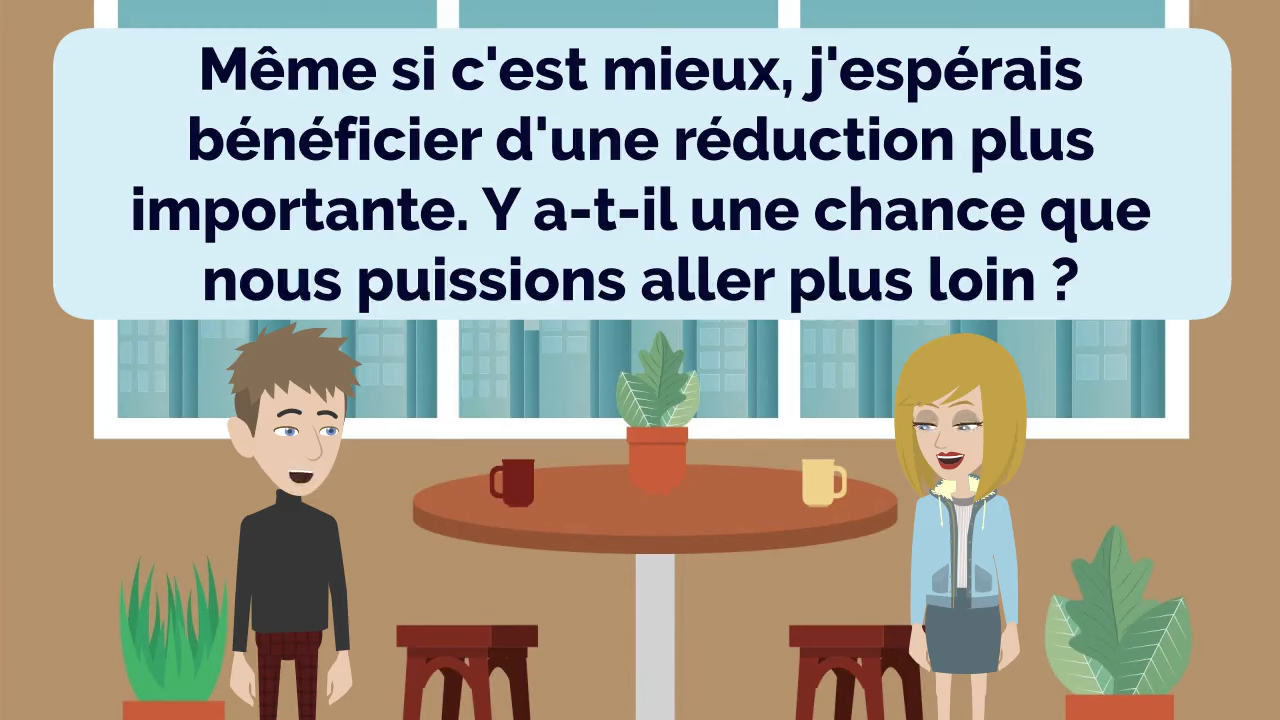 Même si c'est mieux, j'espérais
bénéficier d'une réduction plus
importante. Y a-t-il une chance que
nous puissions aller plus loin ?